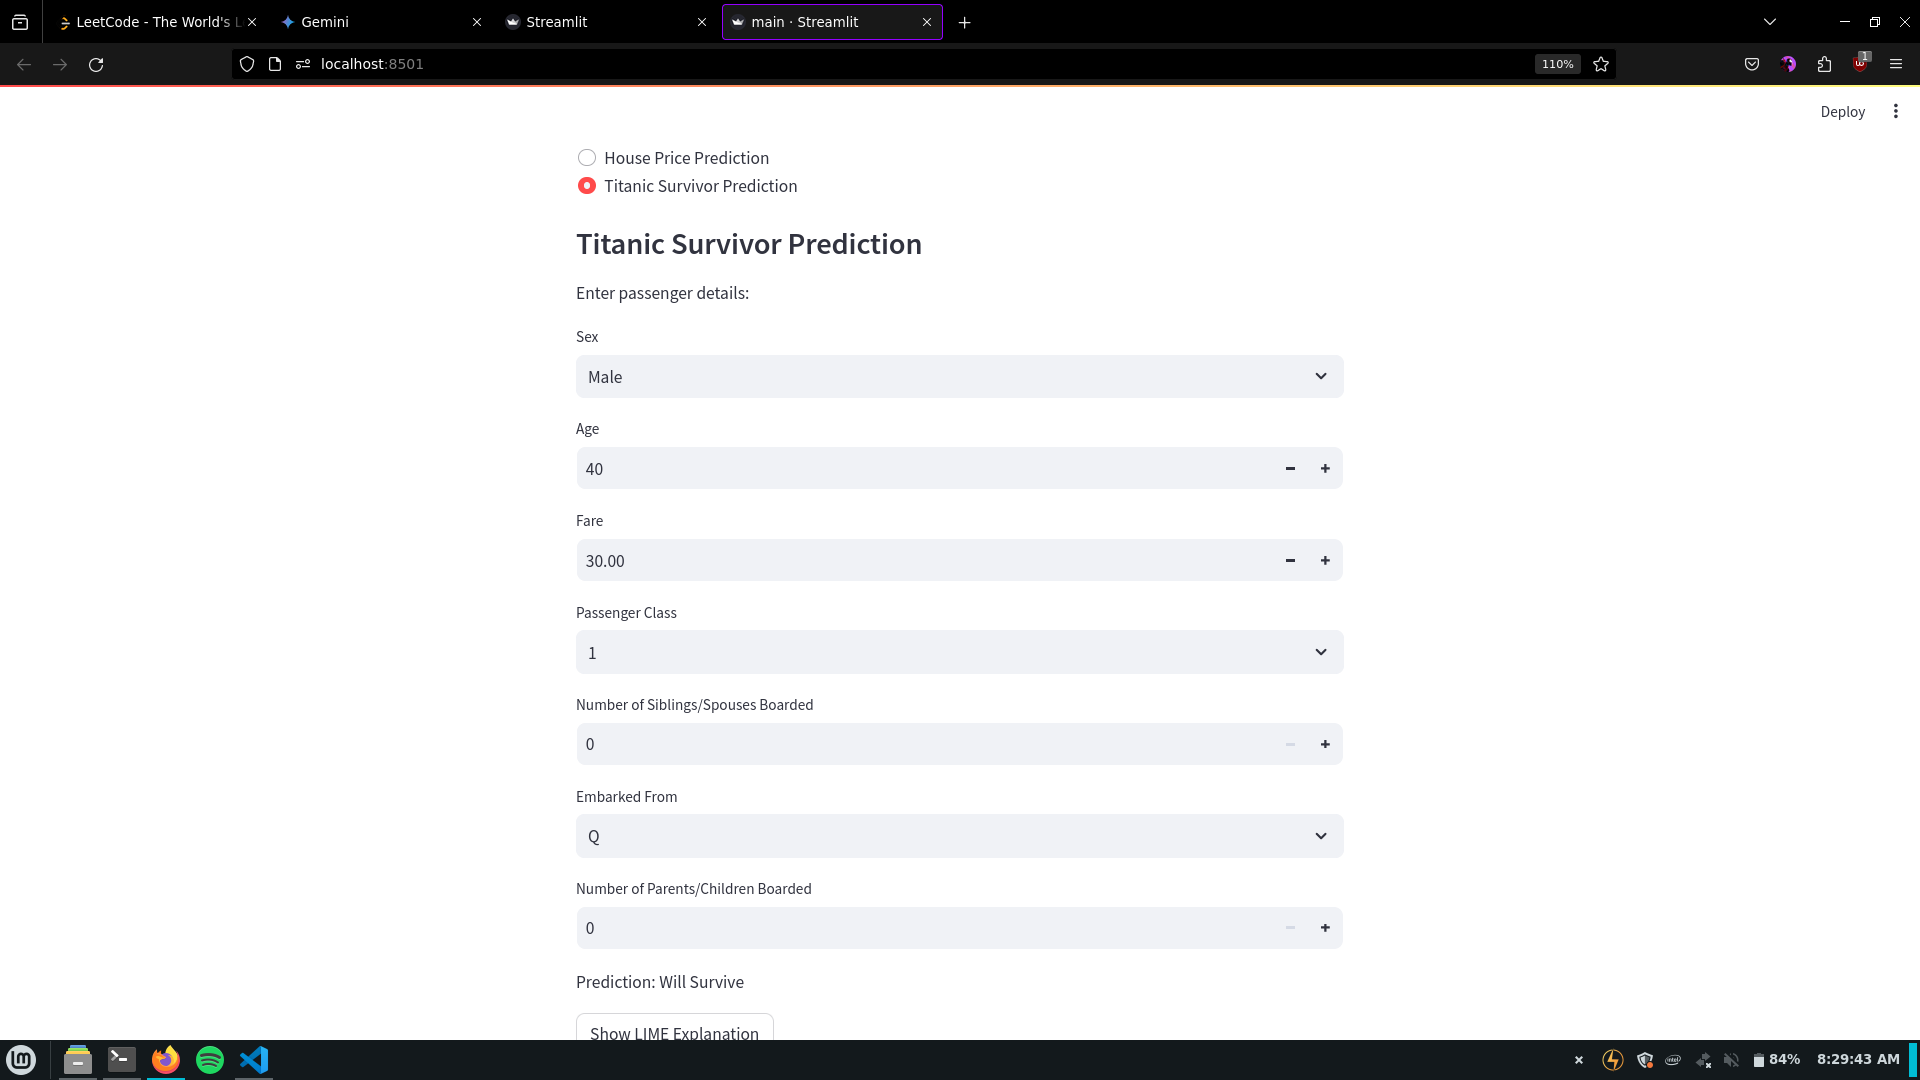 LeetCode - The World's L
Gemini
Streamlit
main · Streamlit
localhost:8501
110%
1
Deploy
House Price Prediction
Titanic Survivor Prediction
Titanic Survivor Prediction
Enter passenger details:
Sex
Male
Age
40
Fare
30.00
Passenger Class
1
Number of Siblings/Spouses Boarded
0
Embarked From
Q
Number of Parents/Children Boarded
0
Prediction: Will Survive
Show LIME Explanation
84%
8:29:43 AM